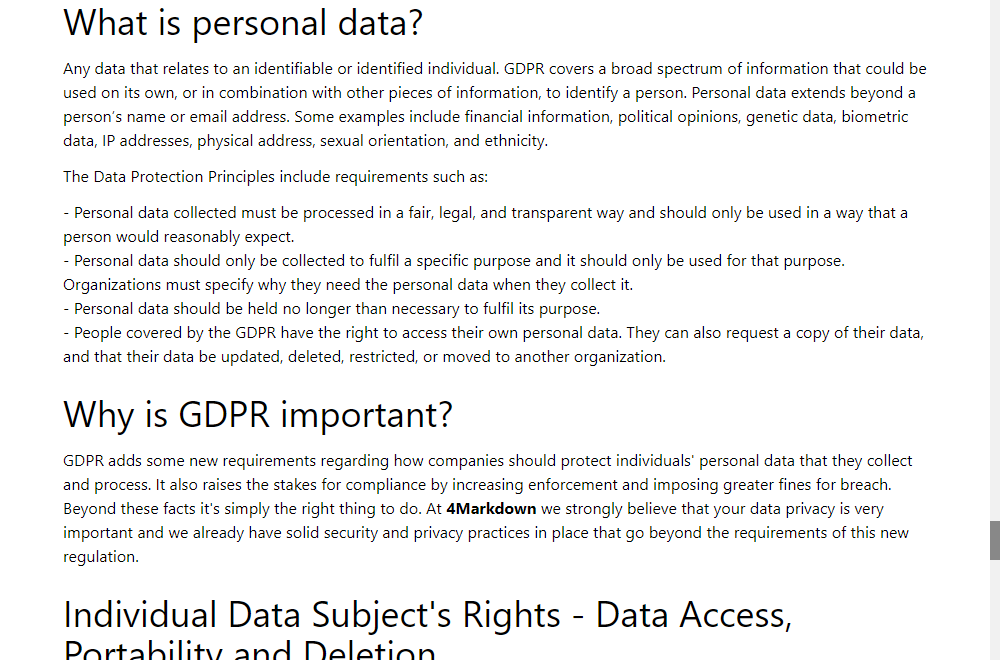 What is personal data?
Any data that relates to an identifiable or identified individual. GDPR covers a broad spectrum of information that could be
used on its own, or in combination with other pieces of information, to identify a person. Personal data extends beyond a
person's name or email address. Some examples include financial information, political opinions, genetic data, biometric
data, IP addresses, physical address, sexual orientation, and ethnicity.
The Data Protection Principles include requirements such as:
- Personal data collected must be processed in a fair, legal, and transparent way and should only be used in a way that a
person would reasonably expect.
- Personal data should only be collected to fulfil a specific purpose and it should only be used for that purpose.
Organizations must specify why they need the personal data when they collect it.
- Personal data should be held no longer than necessary to fulfil its purpose.
- People covered by the GDPR have the right to access their own personal data. They can also request a copy of their data,
and that their data be updated, deleted, restricted, or moved to another organization.
Why is GDPR important?
GDPR adds some new requirements regarding how companies should protect individuals' personal data that they collect
and process. It also raises the stakes for compliance by increasing enforcement and imposing greater fines for breach.
Beyond these facts it's simply the right thing to do. At 4Markdown we strongly believe that your data privacy is very
important and we already have solid security and privacy practices in place that go beyond the requirements of this new
regulation.
Individual Data Subject's Rights - Data Access,
Portability and Deletion